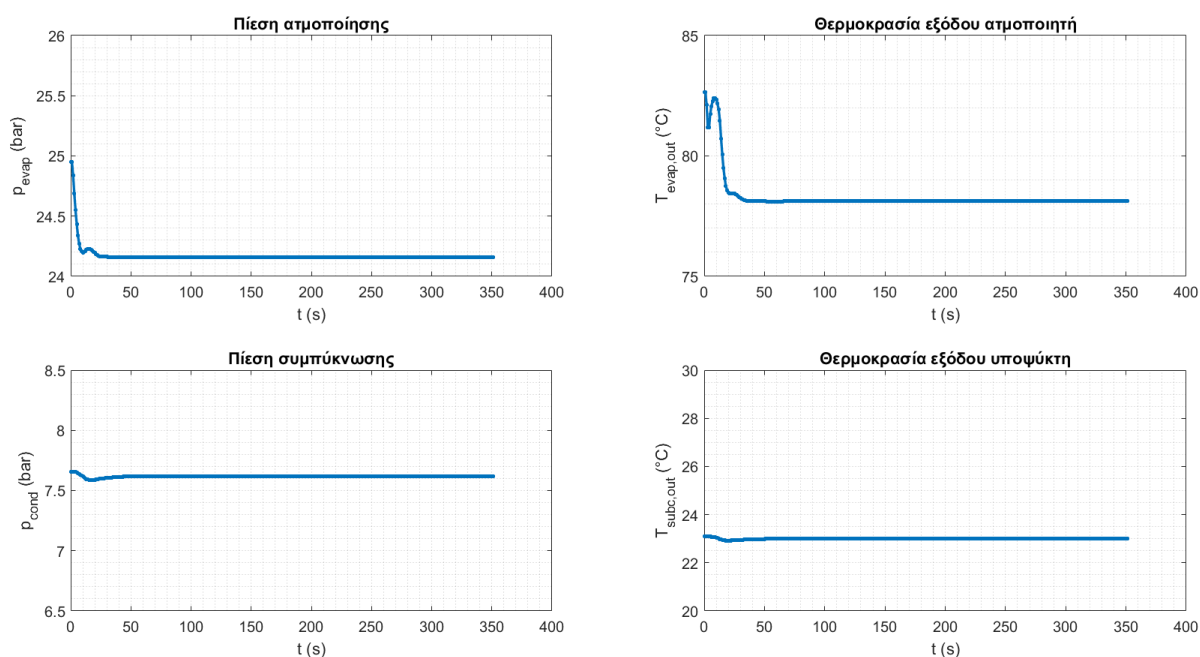 Πίεση ατμοποίησης
26
25.5
25
24.5
24
p_evap (bar)
0 50 100 150 200 250 300 350 400
t (s)
Θερμοκρασία εξόδου ατμοποιητή
85
80
75
T_evap,out (°C)
0 50 100 150 200 250 300 350 400
t (s)
Πίεση συμπύκνωσης
8.5
8
7.5
7
6.5
p_cond (bar)
0 50 100 150 200 250 300 350 400
t (s)
Θερμοκρασία εξόδου υποψύκτη
30
28
26
24
22
20
T_subc,out (°C)
0 50 100 150 200 250 300 350 400
t (s)